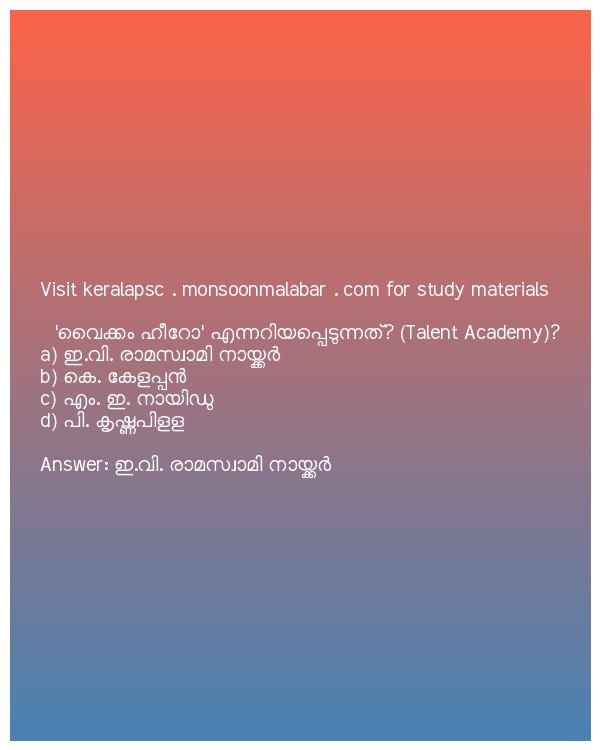 Visit keralapsc . monsoonmalabar . com for study materials
'വൈക്കം ഹീറോ' എന്നറിയപ്പെടുന്നത്? (Talent Academy)?
a) ഇ.വി. രാമസ്വാമി നായ്ക്കർ
b) കെ. കേളപ്പൻ
c) എം. ഇ. നായിഡു
d) പി. കൃഷ്ണപിളള
Answer: ഇ.വി. രാമസ്വാമി നായ്ക്കർ